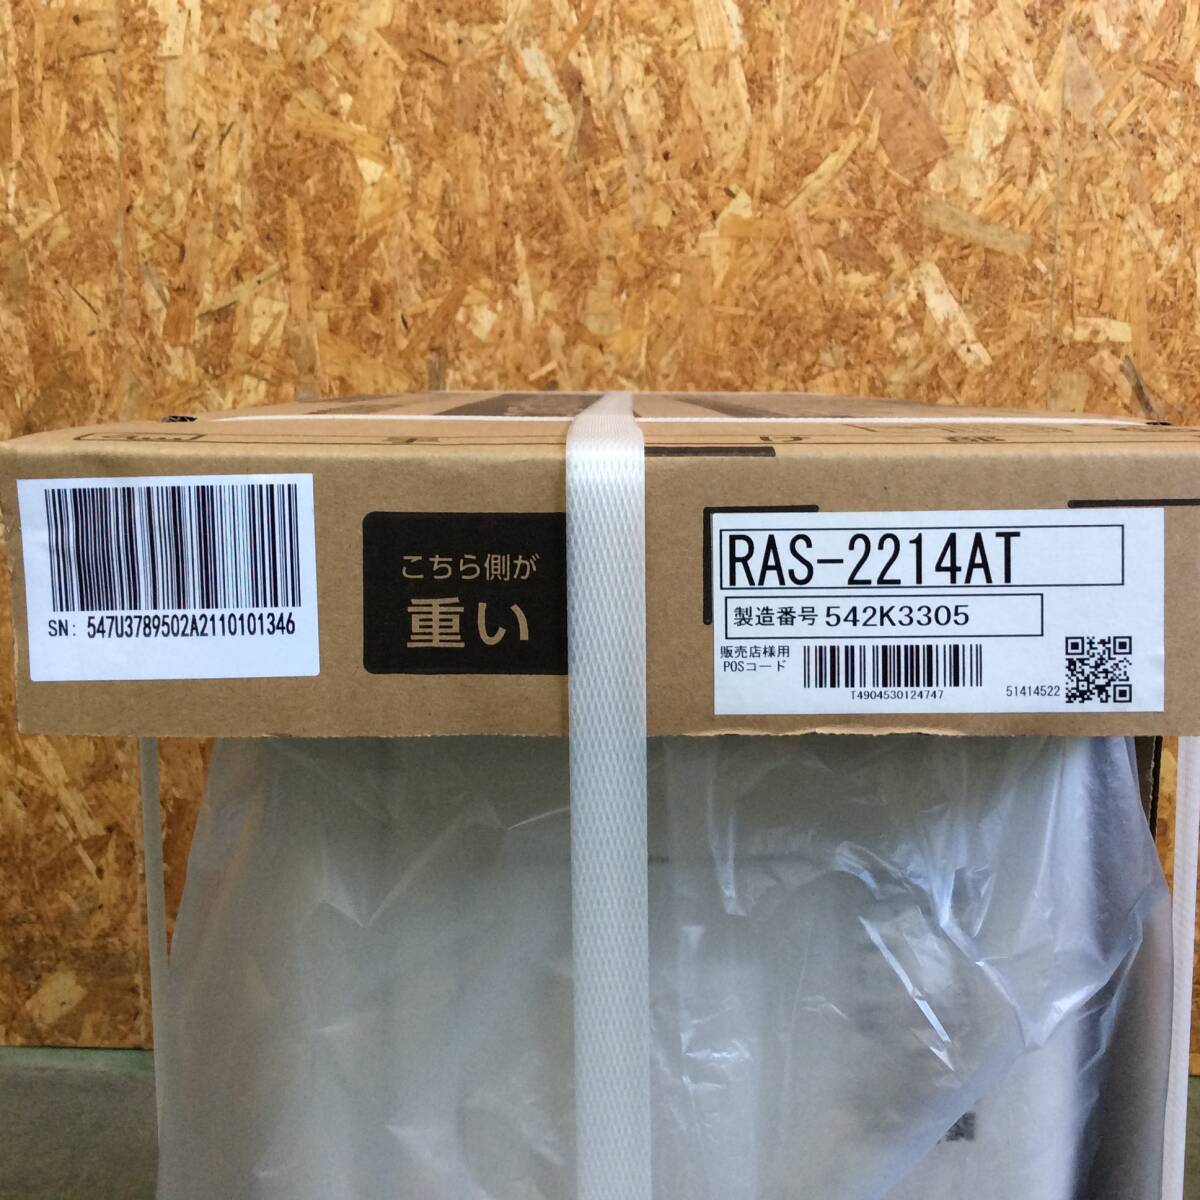 SN: 547U3789502A2110101346
こちら側が
重い
RAS-2214AT
製造番号 542K3305
販売店様用
POSコード
T4904530124747
51414522